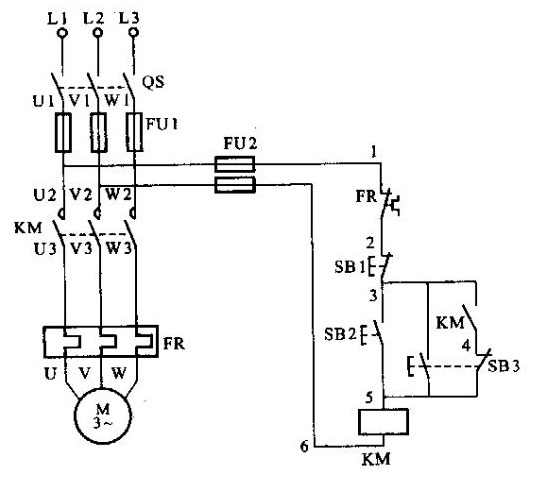 L1 L2 L3
QS
U1 V1 W1
FU1
FU2
1
U2 V2 W2
FR
KM
U3 V3 W3
2
SB1
3
SB2
KM
4
SB3
FR
U V W
5
M
3~
6
KM